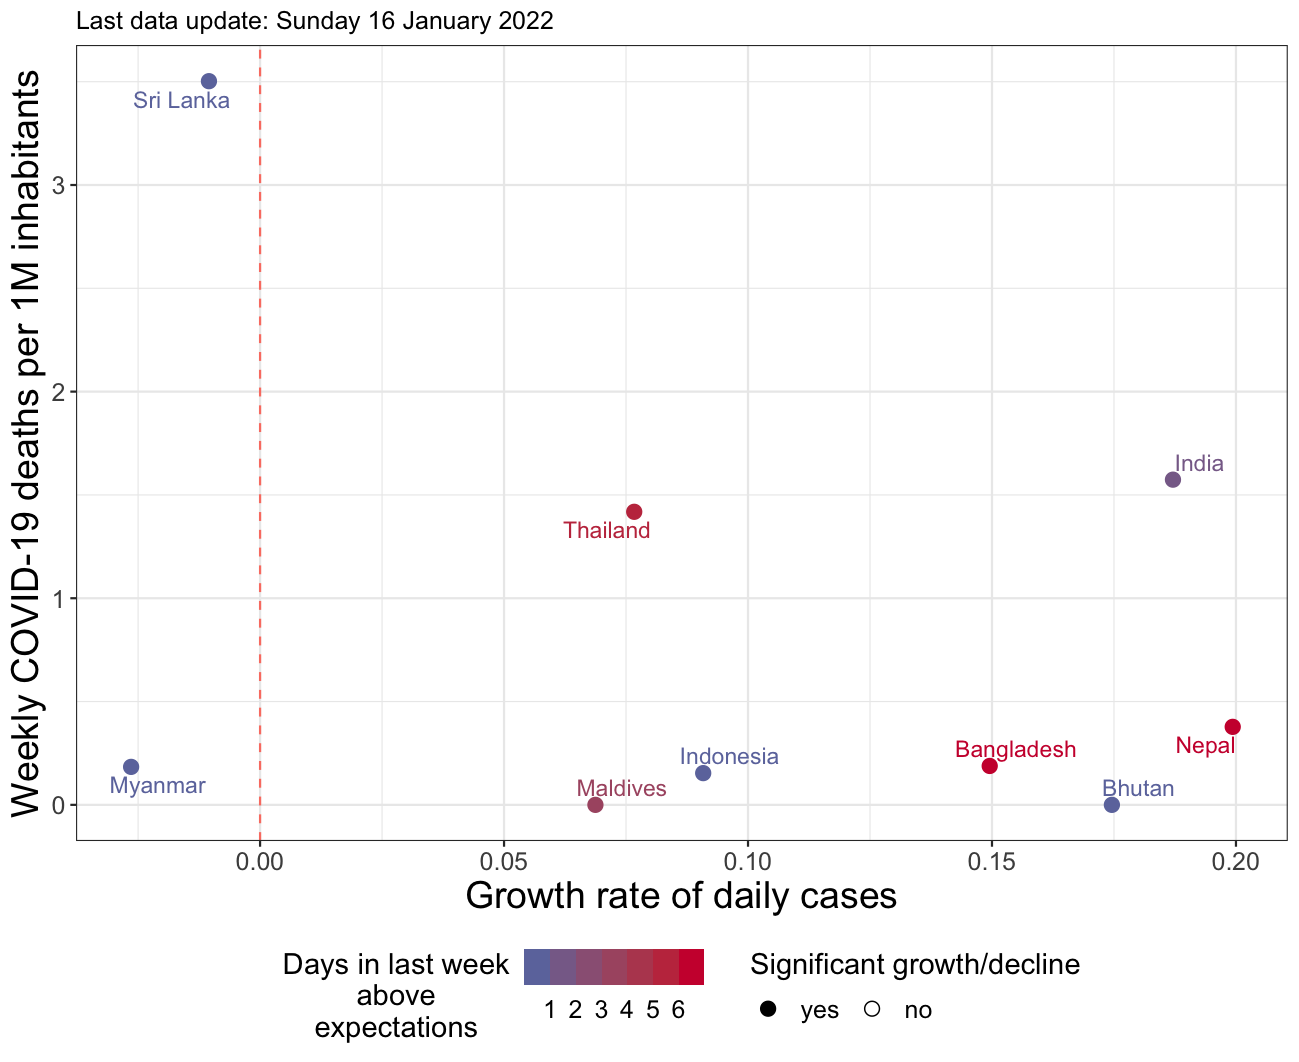 Last data update: Sunday 16 January 2022
Weekly COVID-19 deaths per 1M inhabitants
3
2
1
0
Sri Lanka
India
Thailand
Nepal
Bangladesh
Indonesia
Myanmar
Maldives
Bhutan
0.00 0.05 0.10 0.15 0.20
Growth rate of daily cases
Days in last week
above
expectations
1 2 3 4 5 6
Significant growth/decline
yes no